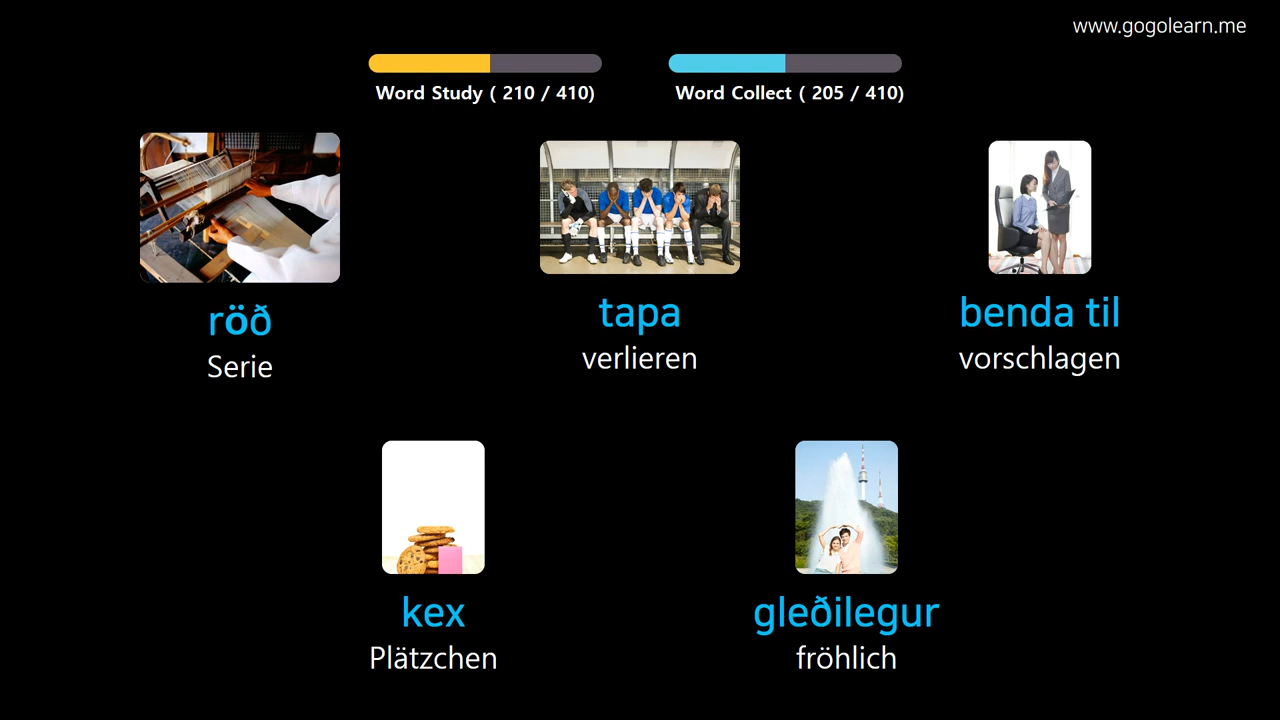 www.gogolearn.me
Word Study ( 210 / 410)
Word Collect ( 205 / 410)
röð
Serie
tapa
verlieren
benda til
vorschlagen
kex
Plätzchen
gleðilegur
fröhlich